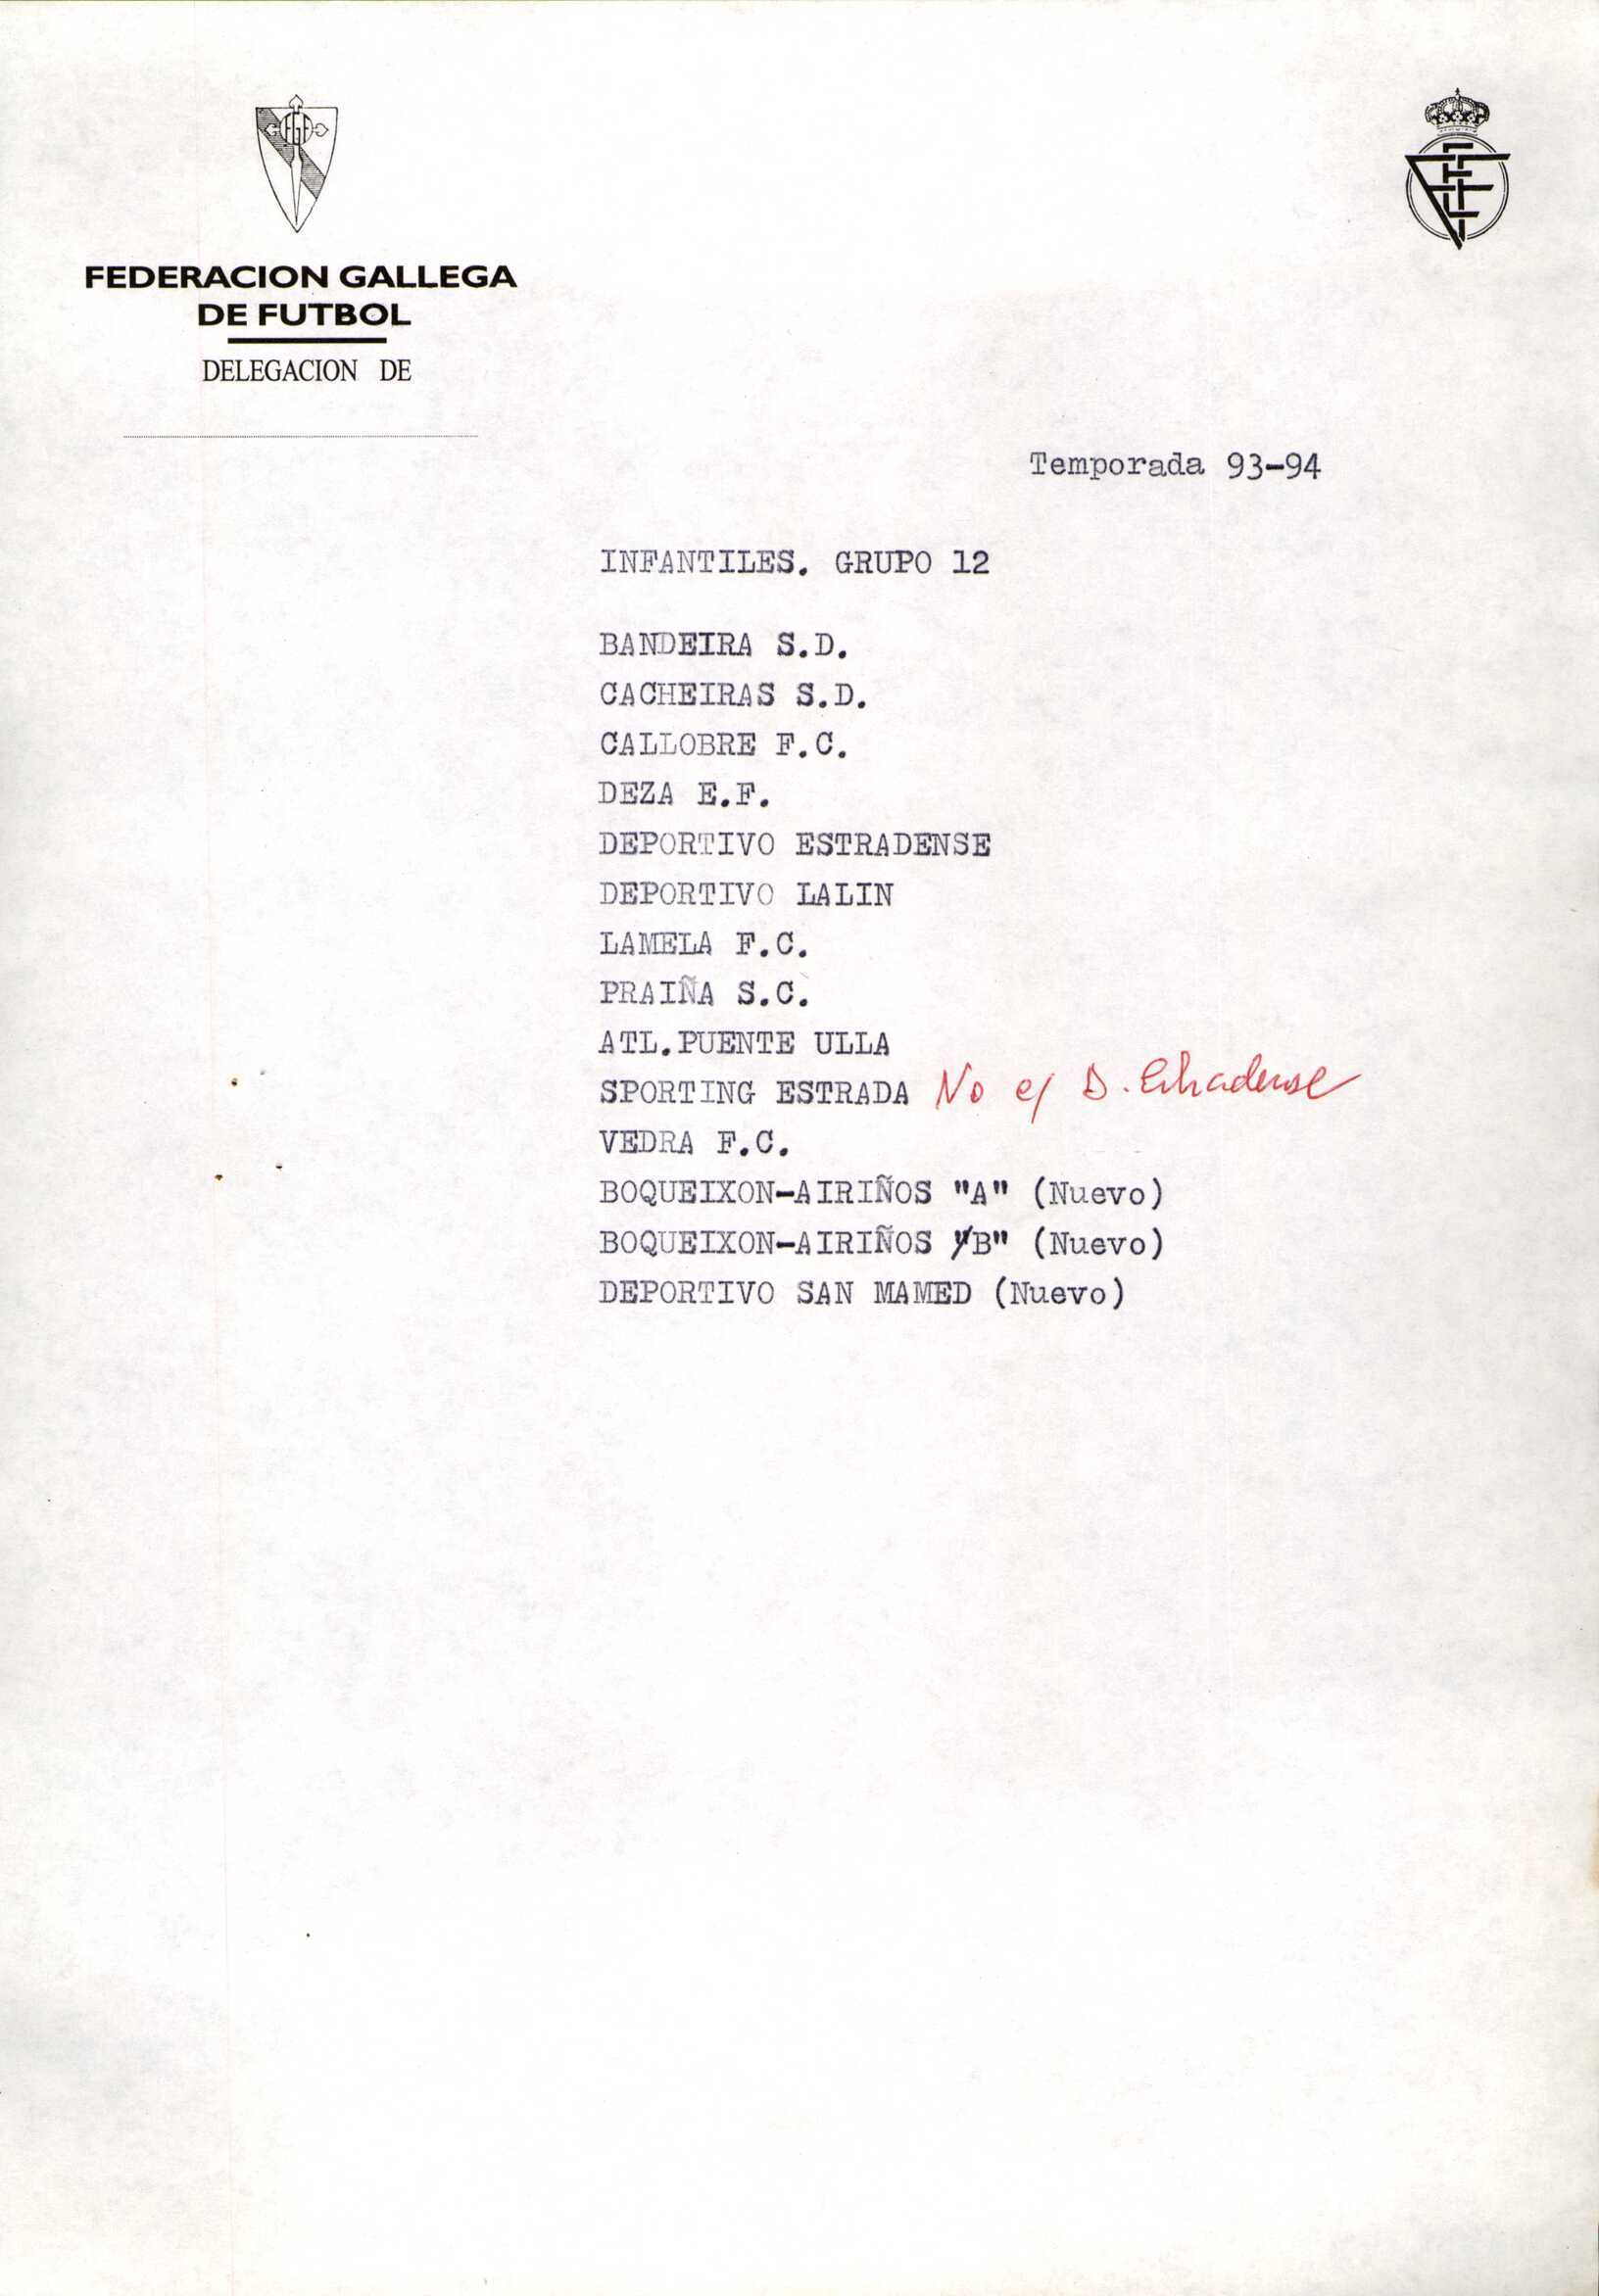 FEDERACION GALLEGA
DE FUTBOL
DELEGACION DE
Temporada 93-94
INFANTILES. GRUPO 12
BANDEIRA S.D.
CACHEIRAS S.D.
CALLOBRE F.C.
DEZA E.F.
DEPORTIVO ESTRADENSE
DEPORTIVO LALIN
LAMELA F.C.
PRAIÑA S.C.
ATL.PUENTE ULLA
SPORTING ESTRADA No c/ D. Estradense
VEDRA F.C.
BOQUEIXON-AIRIÑOS "A" (Nuevo)
BOQUEIXON-AIRIÑOS "B" (Nuevo)
DEPORTIVO SAN MAMED (Nuevo)